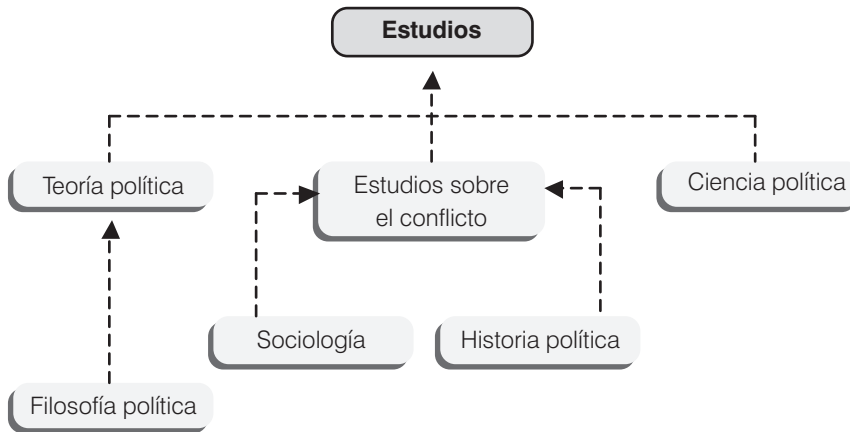 Estudios
Teoría política
Estudios sobre
el conflicto
Ciencia política
Sociología
Historia política
Filosofía política